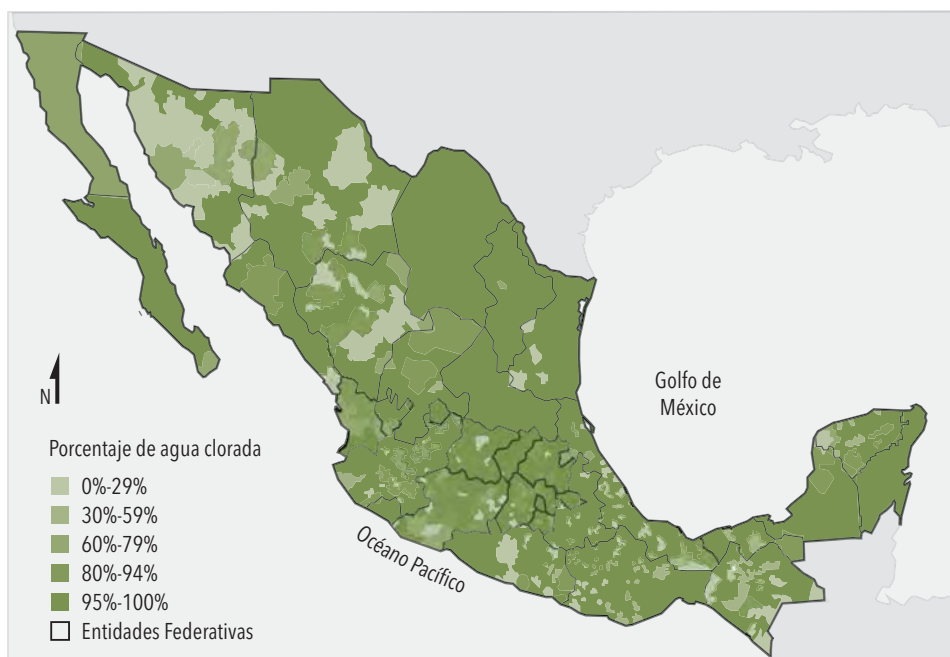 Golfo de
México
N
Porcentaje de agua clorada
0%-29%
30%-59%
60%-79%
80%-94%
95%-100%
Entidades Federativas
Océano Pacífico